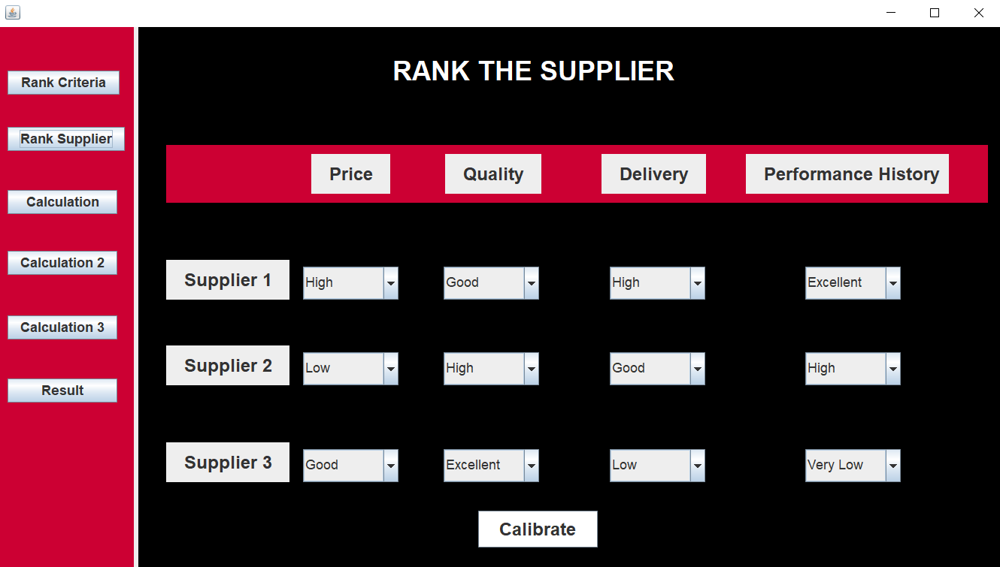 RANK THE SUPPLIER
Rank Criteria
Rank Supplier
Calculation
Calculation 2
Calculation 3
Result
Price Quality Delivery Performance History
Supplier 1 High Good High Excellent
Supplier 2 Low High Good High
Supplier 3 Good Excellent Low Very Low
Calibrate